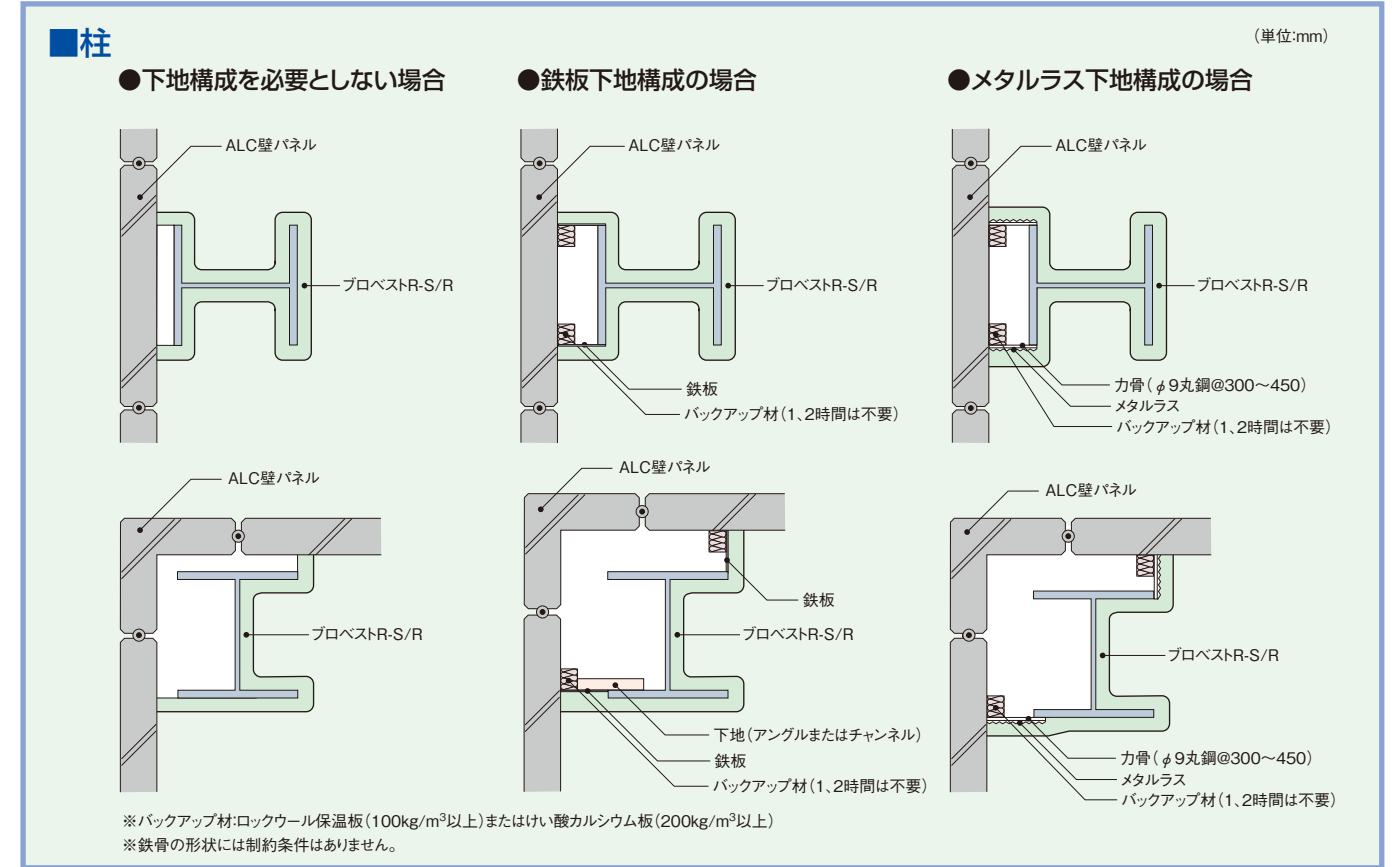 ■柱
(単位:mm)
●下地構成を必要としない場合
●鉄板下地構成の場合
●メタルラス下地構成の場合
ALC壁パネル
ブロベストR-S/R
ALC壁パネル
ブロベストR-S/R
鉄板
バックアップ材(1、2時間は不要)
ALC壁パネル
ブロベストR-S/R
力骨(φ9丸鋼@300〜450)
メタルラス
バックアップ材(1、2時間は不要)
ALC壁パネル
ブロベストR-S/R
ALC壁パネル
鉄板
ブロベストR-S/R
下地(アングルまたはチャンネル)
鉄板
バックアップ材(1、2時間は不要)
ALC壁パネル
ブロベストR-S/R
力骨(φ9丸鋼@300〜450)
メタルラス
バックアップ材(1、2時間は不要)
※バックアップ材:ロックウール保温板(100kg/m³以上)またはけい酸カルシウム板(200kg/m³以上)
※鉄骨の形状には制約条件はありません。